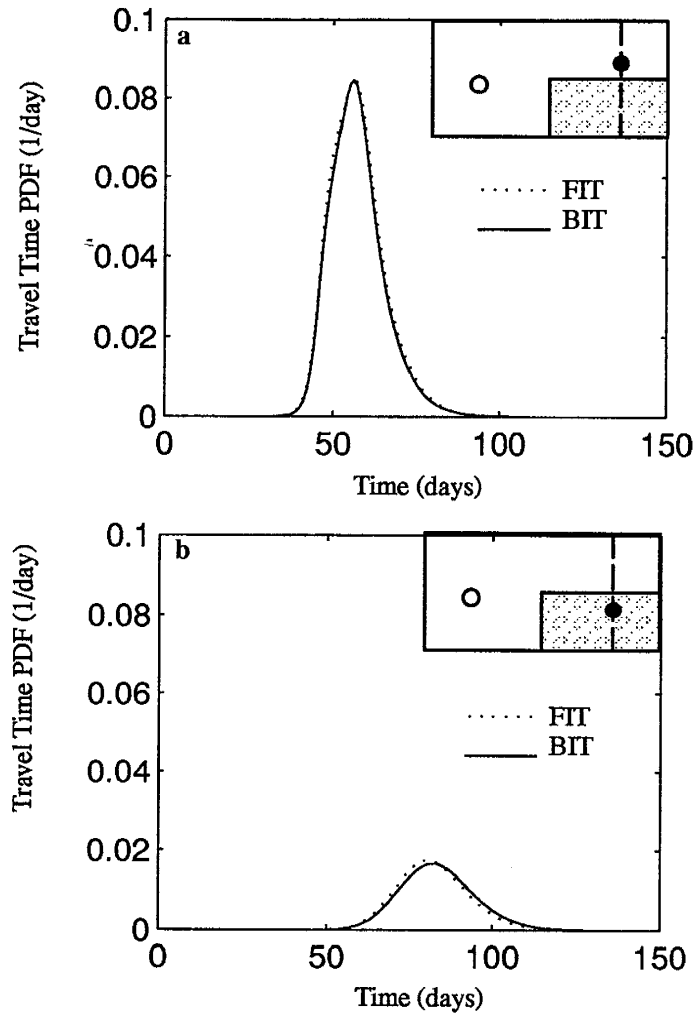 a
0.1
0.08
0.06
0.04
0.02
0
Travel Time PDF (1/day)
FIT
BIT
0 50 100 150
Time (days)
b
0.1
0.08
0.06
0.04
0.02
0
Travel Time PDF (1/day)
FIT
BIT
0 50 100 150
Time (days)